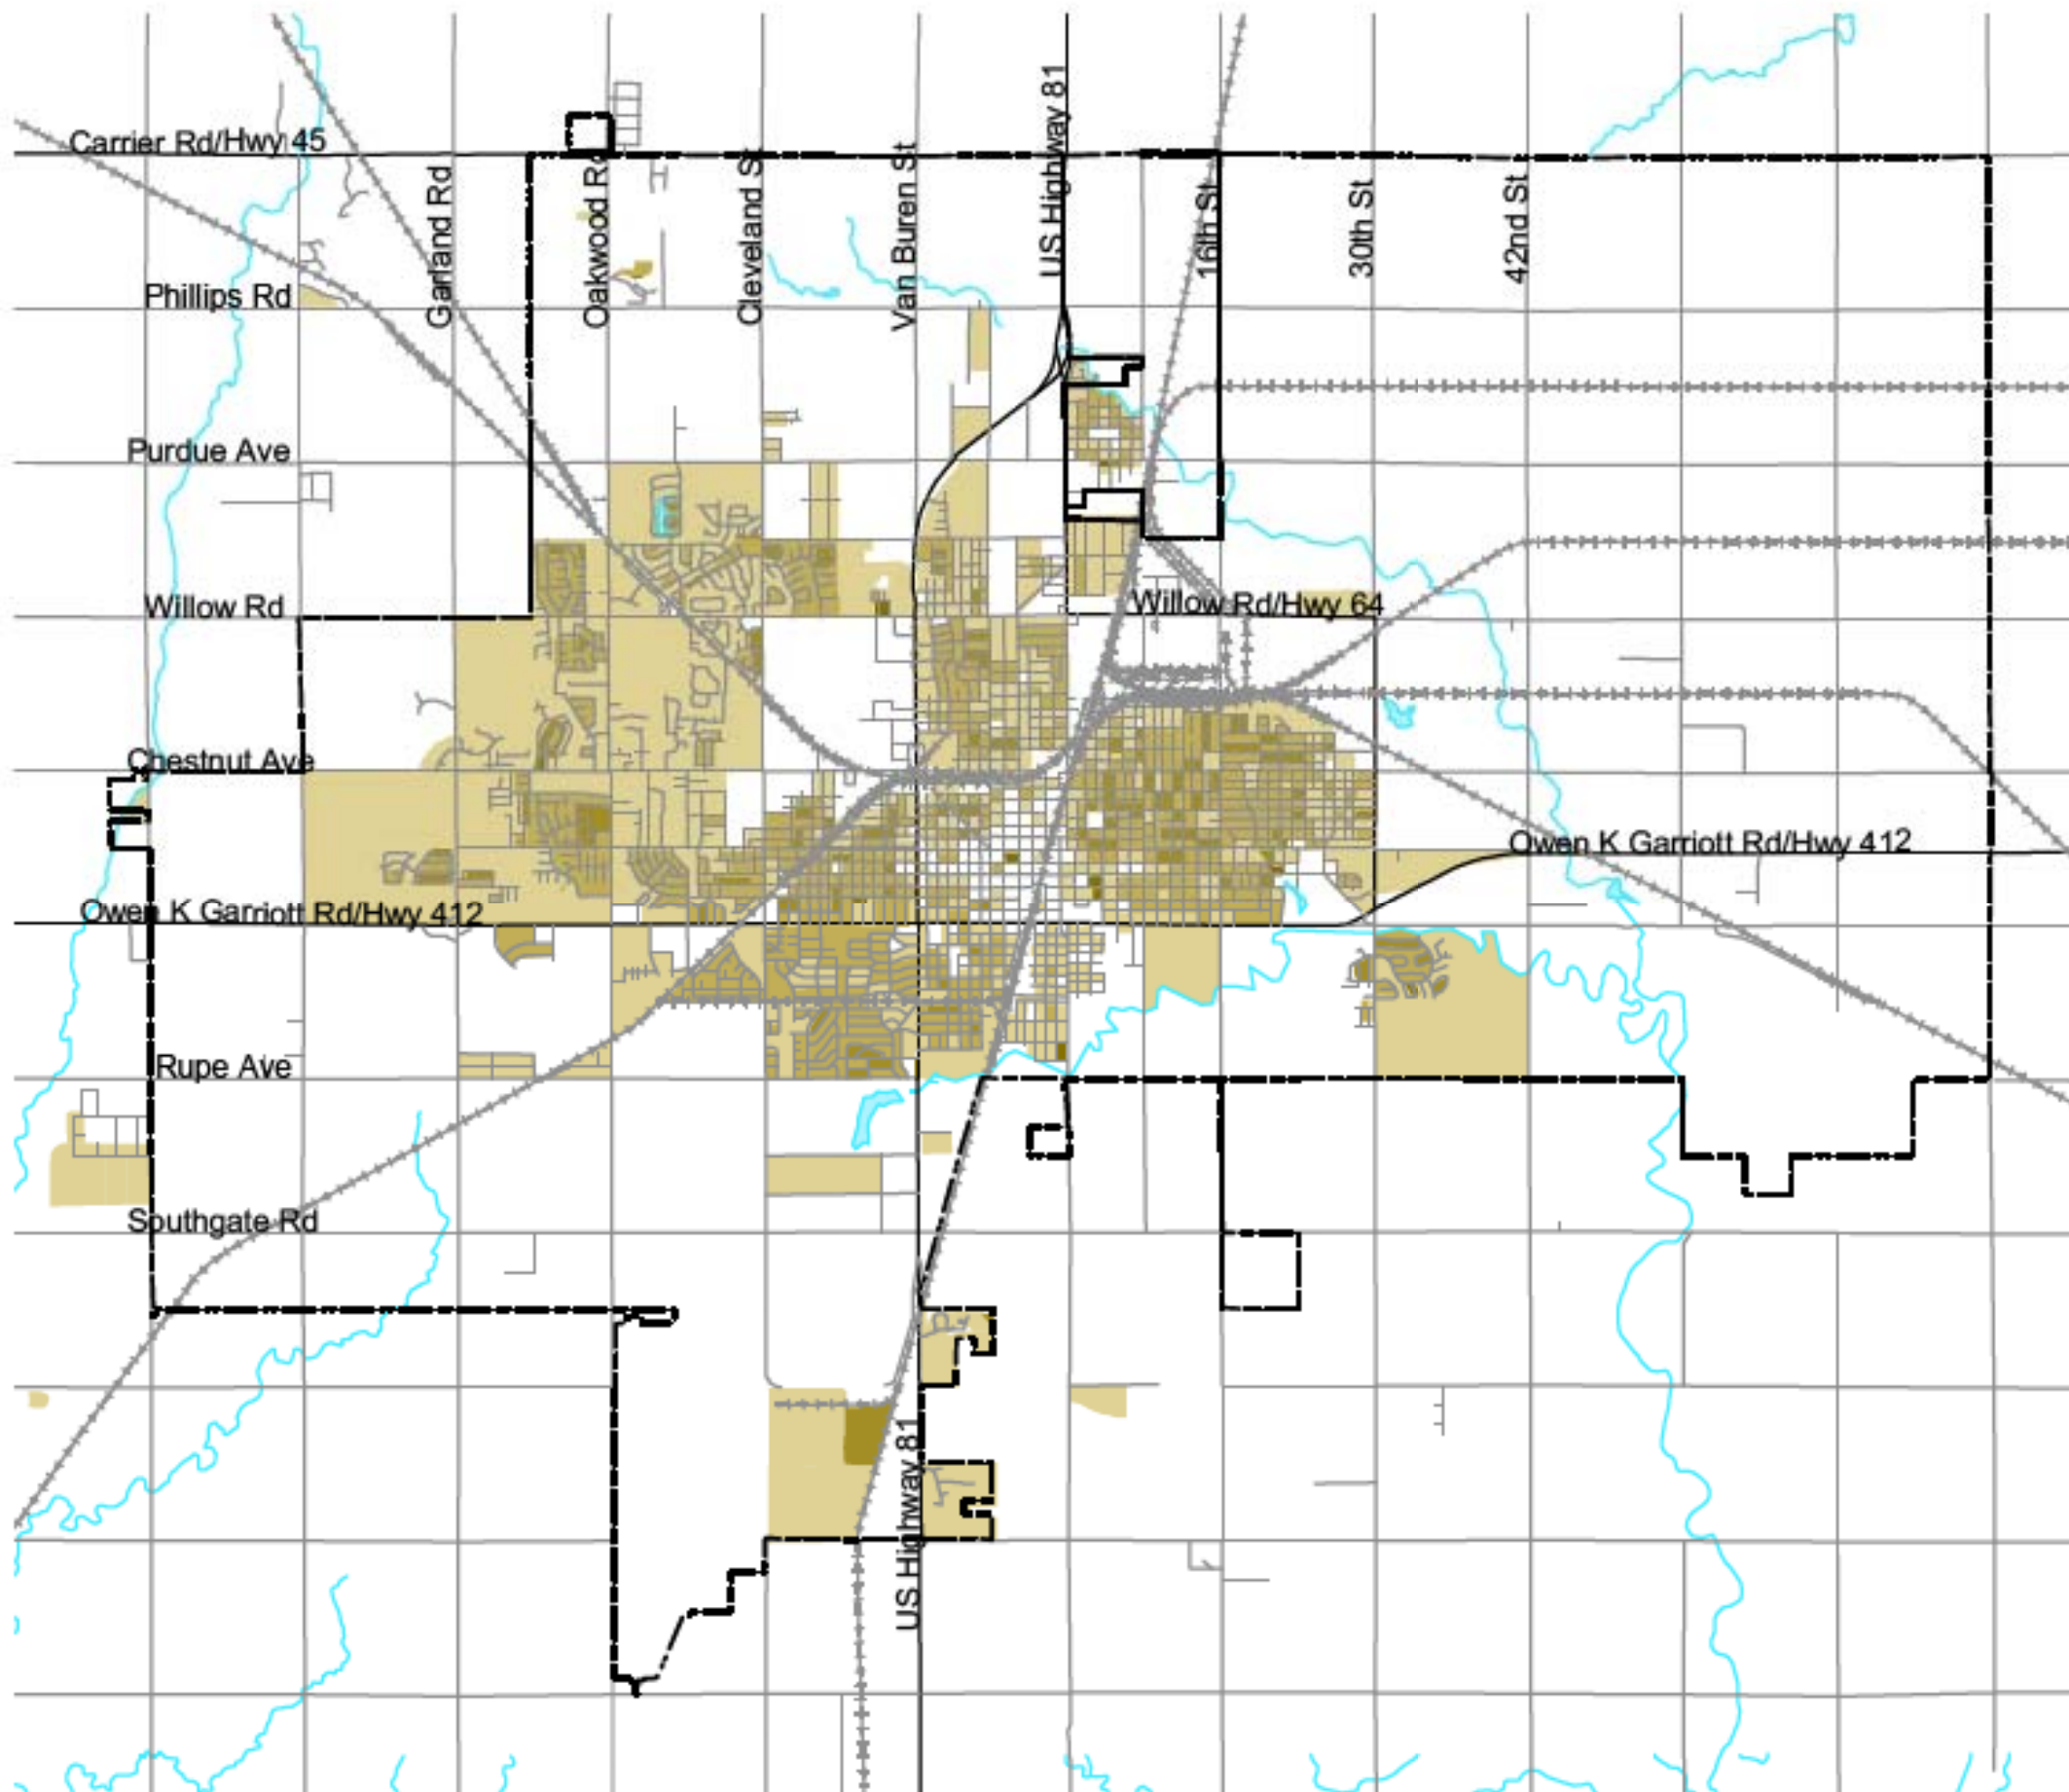 US Highway 81
Carrier Rd/Hwy 45
Garland Rd
Oakwood Rd
Cleveland St
Van Buren St
16th St
30th St
42nd St
Phillips Rd
Purdue Ave
Willow Rd
Willow Rd/Hwy 64
Chestnut Ave
Owen K Garriott Rd/Hwy 412
Owen K Garriott Rd/Hwy 412
Rupe Ave
Southgate Rd
US Highway 81